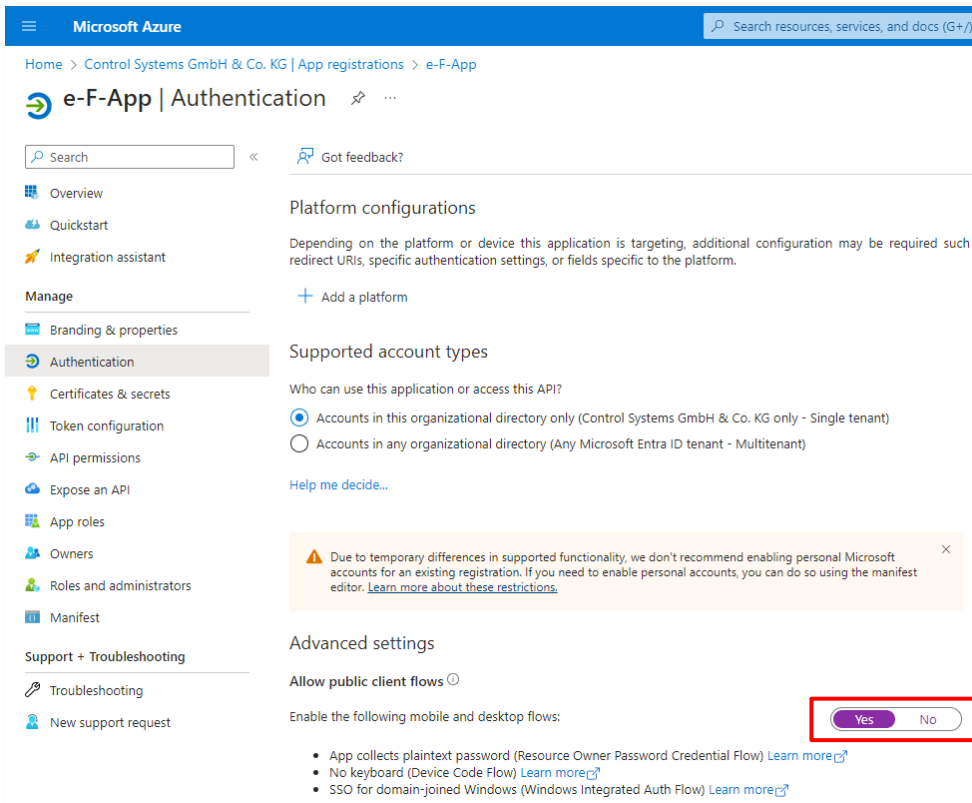 Microsoft Azure
Search resources, services, and docs (G+/)
Home > Control Systems GmbH & Co. KG | App registrations > e-F-App
e-F-App | Authentication
Search
Got feedback?
Overview
Quickstart
Integration assistant
Manage
Branding & properties
Authentication
Certificates & secrets
Token configuration
API permissions
Expose an API
App roles
Owners
Roles and administrators
Manifest
Support + Troubleshooting
Troubleshooting
New support request
Platform configurations
Depending on the platform or device this application is targeting, additional configuration may be required such
redirect URIs, specific authentication settings, or fields specific to the platform.
Add a platform
Supported account types
Who can use this application or access this API?
Accounts in this organizational directory only (Control Systems GmbH & Co. KG only - Single tenant)
Accounts in any organizational directory (Any Microsoft Entra ID tenant - Multitenant)
Help me decide...
Due to temporary differences in supported functionality, we don't recommend enabling personal Microsoft
accounts for an existing registration. If you need to enable personal accounts, you can do so using the manifest
editor. Learn more about these restrictions.
Advanced settings
Allow public client flows
Enable the following mobile and desktop flows:
Yes No
• App collects plaintext password (Resource Owner Password Credential Flow) Learn more
• No keyboard (Device Code Flow) Learn more
• SSO for domain-joined Windows (Windows Integrated Auth Flow) Learn more